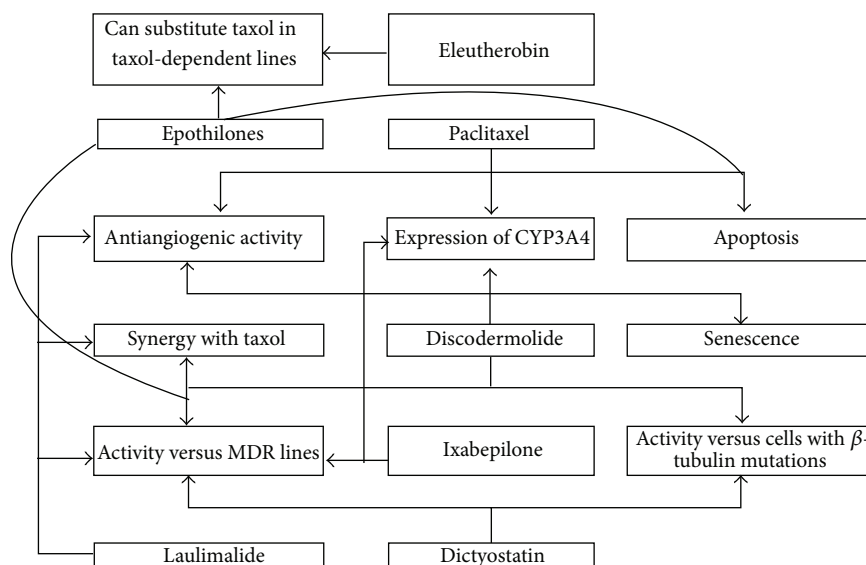 Can substitute taxol in
taxol-dependent lines
Eleutherobin
Epothilones
Paclitaxel
Antiangiogenic activity
Expression of CYP3A4
Apoptosis
Synergy with taxol
Discodermolide
Senescence
Activity versus MDR lines
Ixabepilone
Activity versus cells with β-
tubulin mutations
Laulimalide
Dictyostatin